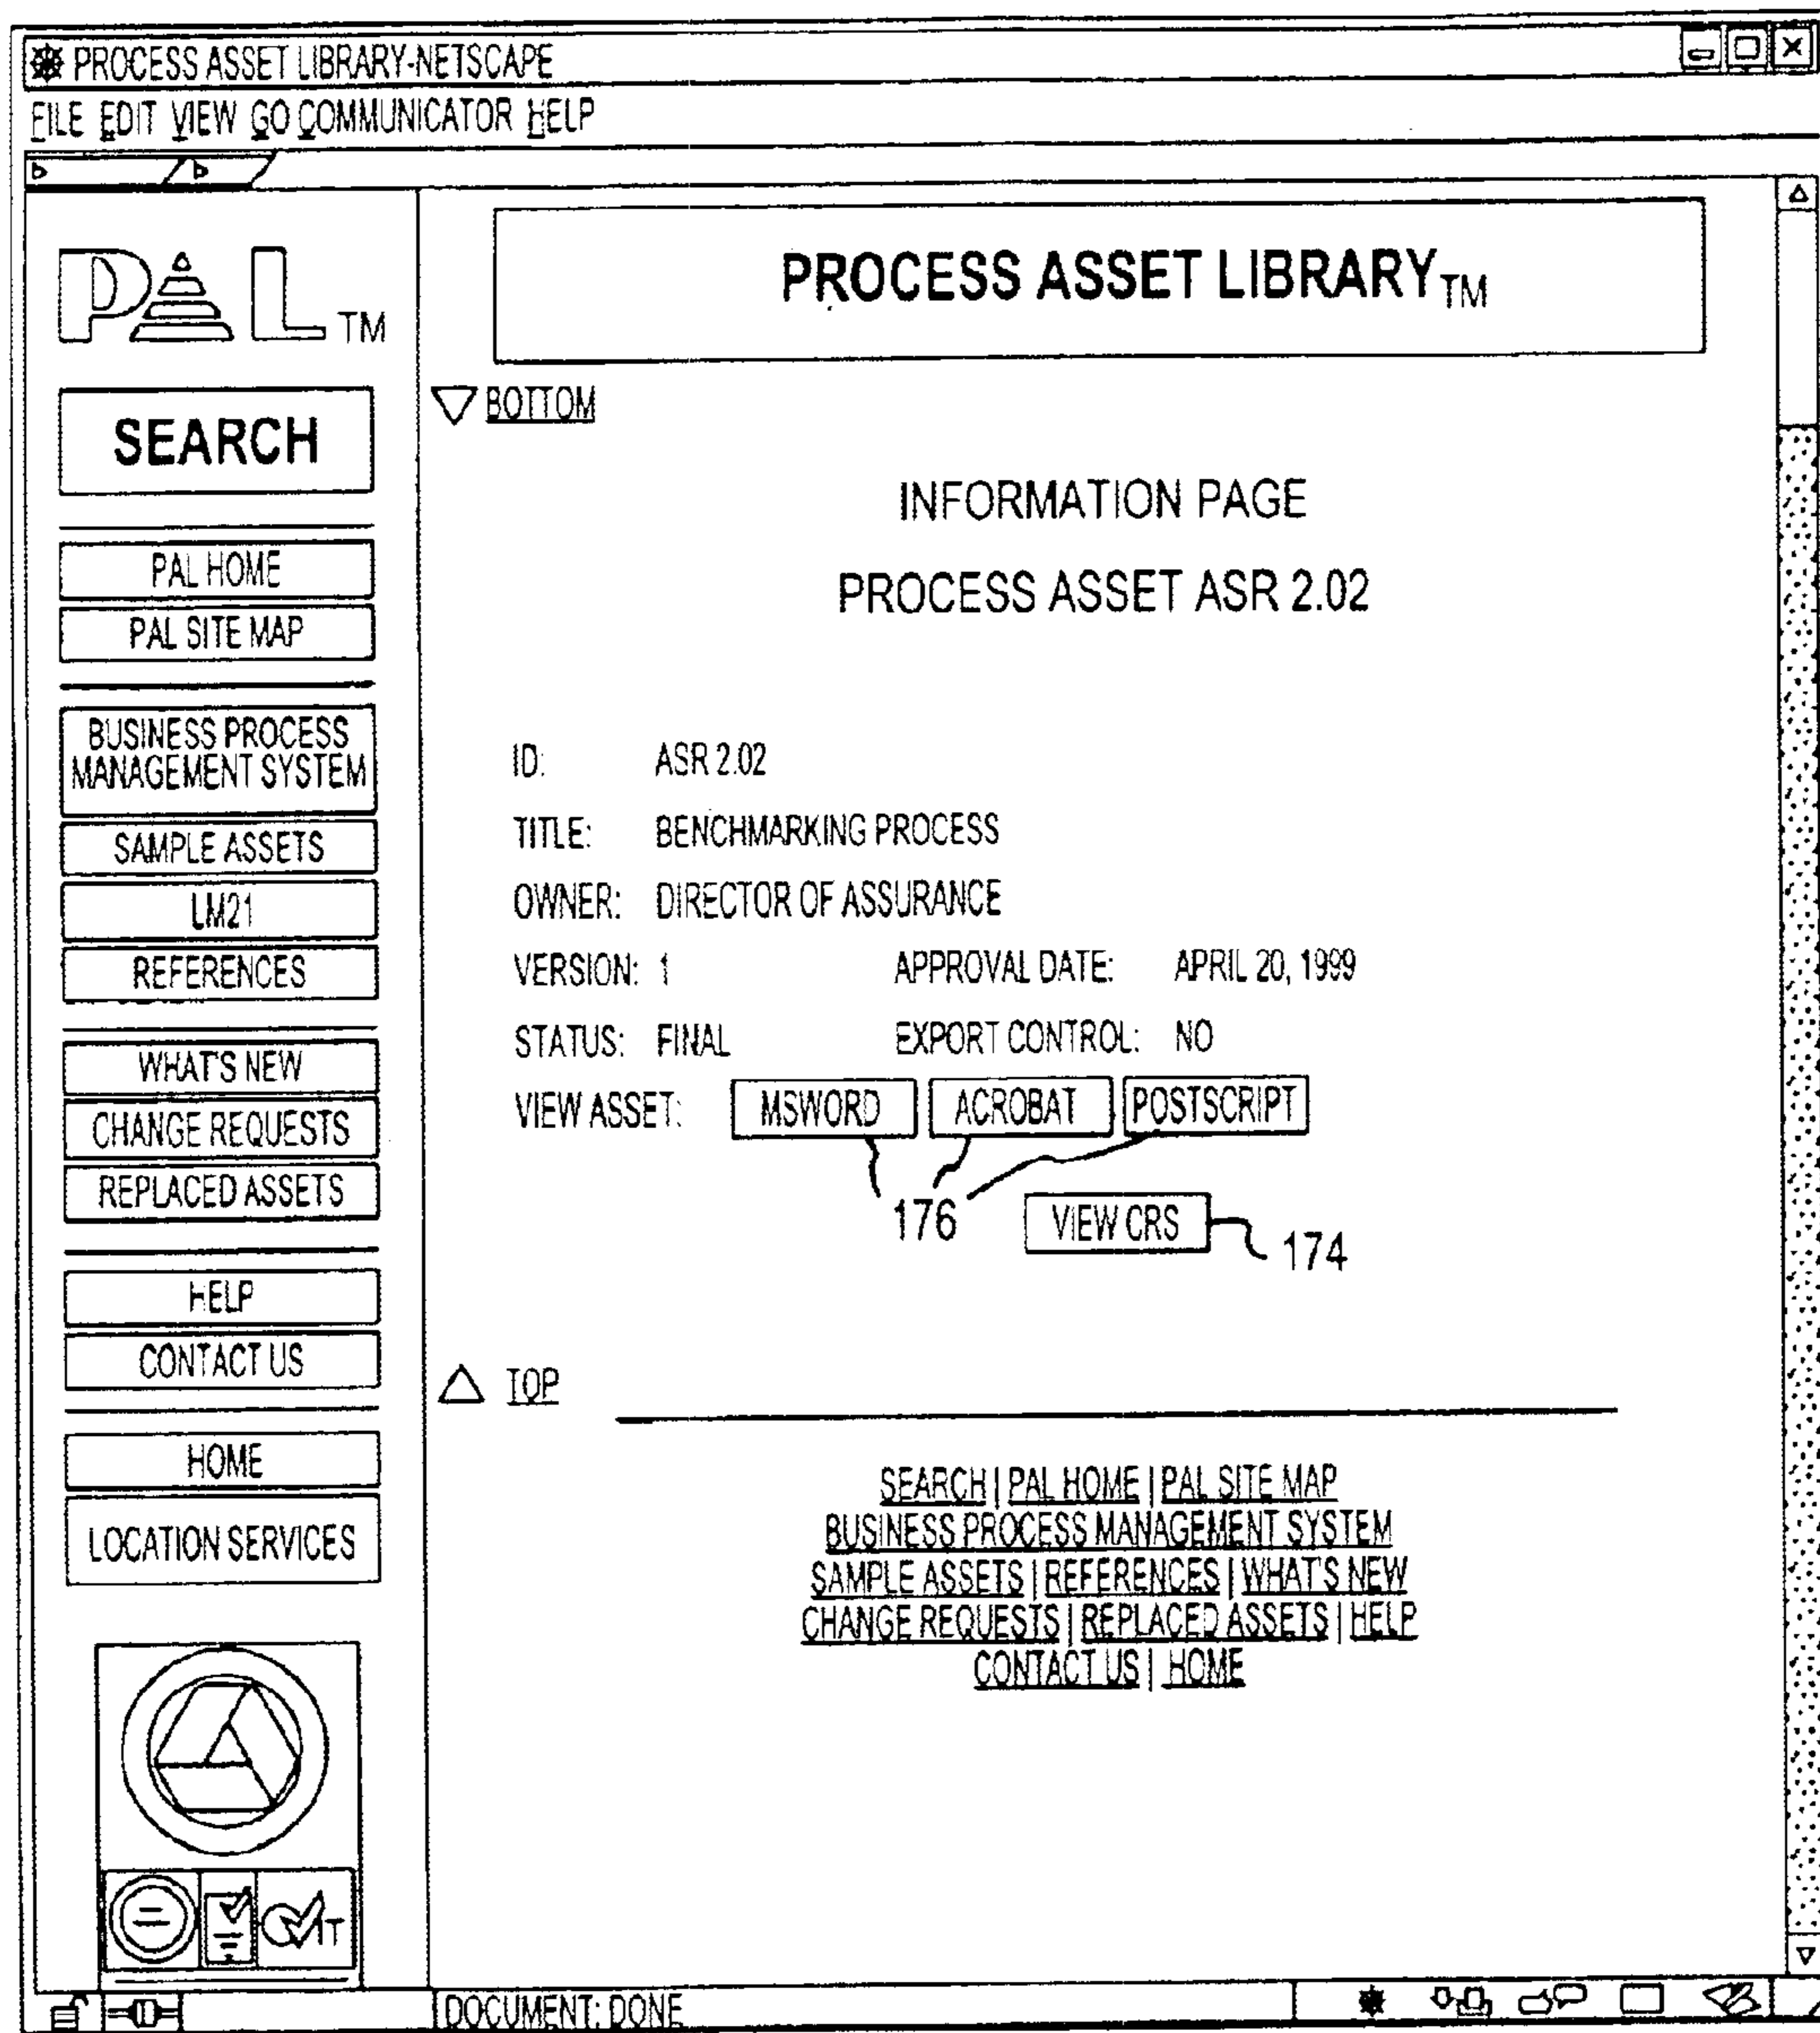 PROCESS ASSET LIBRARY-NETSCAPE
FILE EDIT VIEW GO COMMUNICATOR HELP
PAL TM
SEARCH
PAL HOME
PAL SITE MAP
BUSINESS PROCESS
MANAGEMENT SYSTEM
SAMPLE ASSETS
LM21
REFERENCES
WHAT'S NEW
CHANGE REQUESTS
REPLACED ASSETS
HELP
CONTACT US
HOME
LOCATION SERVICES
IT
PROCESS ASSET LIBRARY TM
BOTTOM
INFORMATION PAGE
PROCESS ASSET ASR 2.02
ID: ASR 2.02
TITLE: BENCHMARKING PROCESS
OWNER: DIRECTOR OF ASSURANCE
VERSION: 1 APPROVAL DATE: APRIL 20, 1999
STATUS: FINAL EXPORT CONTROL: NO
VIEW ASSET: MSWORD ACROBAT POSTSCRIPT
176 VIEW CRS 174
TOP
SEARCH | PAL HOME | PAL SITE MAP
BUSINESS PROCESS MANAGEMENT SYSTEM
SAMPLE ASSETS | REFERENCES | WHAT'S NEW
CHANGE REQUESTS | REPLACED ASSETS | HELP
CONTACT US | HOME
DOCUMENT: DONE